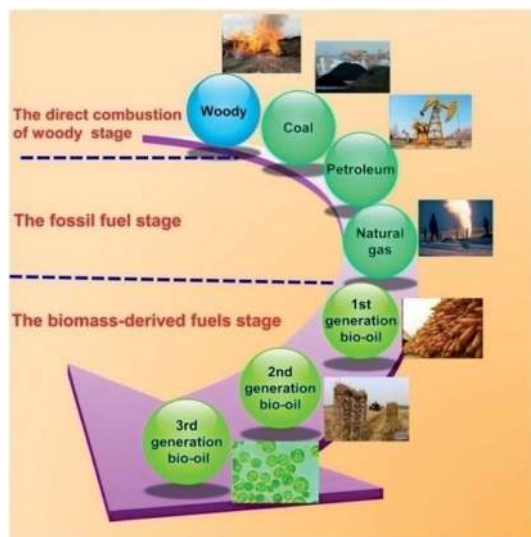 Woody
The direct combustion
of woody stage
Coal
Petroleum
The fossil fuel stage
Natural
gas
The biomass-derived fuels stage
1st
generation
bio-oil
2nd
generation
bio-oil
3rd
generation
bio-oil